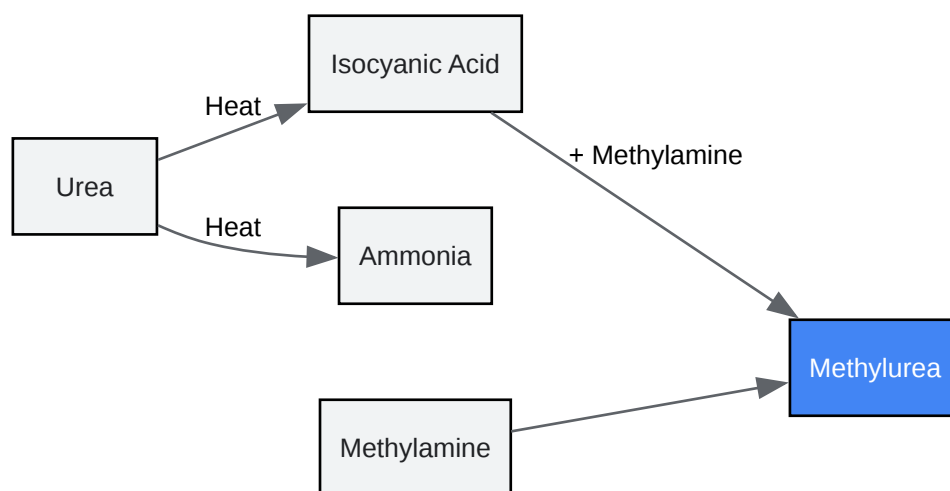 Isocyanic Acid
Heat
+ Methylamine
Urea
Heat
Ammonia
Methylurea
Methylamine